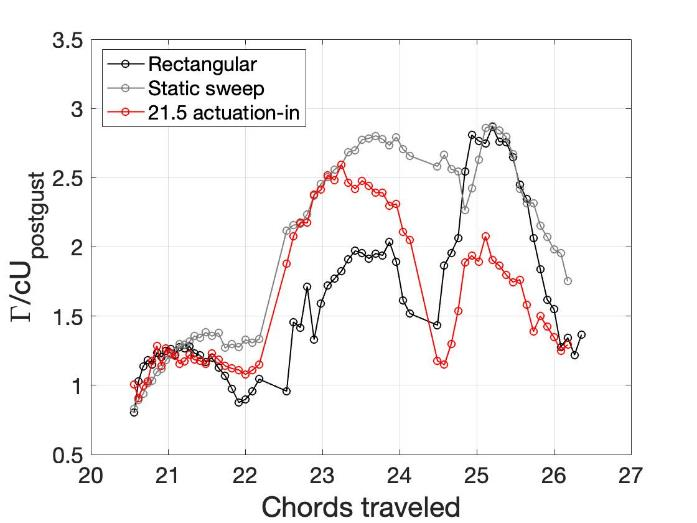 3.5
3
2.5
2
1.5
1
0.5
Γ/cU_postgust
Rectangular
Static sweep
21.5 actuation-in
20 21 22 23 24 25 26 27
Chords traveled